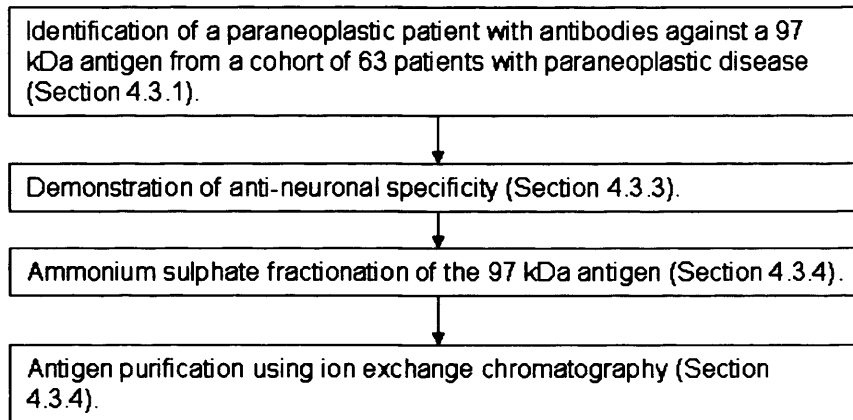 Identification of a paraneoplastic patient with antibodies against a 97
kDa antigen from a cohort of 63 patients with paraneoplastic disease
(Section 4.3.1).
Demonstration of anti-neuronal specificity (Section 4.3.3).
Ammonium sulphate fractionation of the 97 kDa antigen (Section 4.3.4).
Antigen purification using ion exchange chromatography (Section
4.3.4).